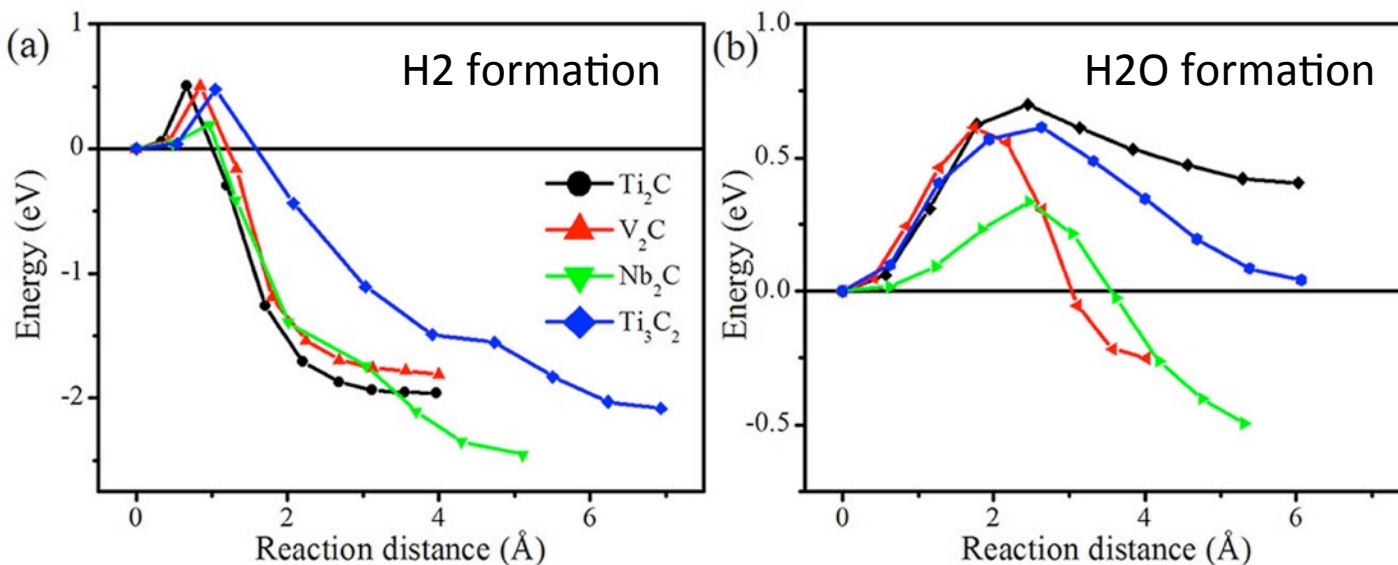 (a)
H2 formation
1
0
-1
-2
Energy (eV)
Ti₂C
V₂C
Nb₂C
Ti₃C₂
0 2 4 6
Reaction distance (Å)
(b)
H2O formation
1.0
0.5
0.0
-0.5
Energy (eV)
0 2 4 6
Reaction distance (Å)